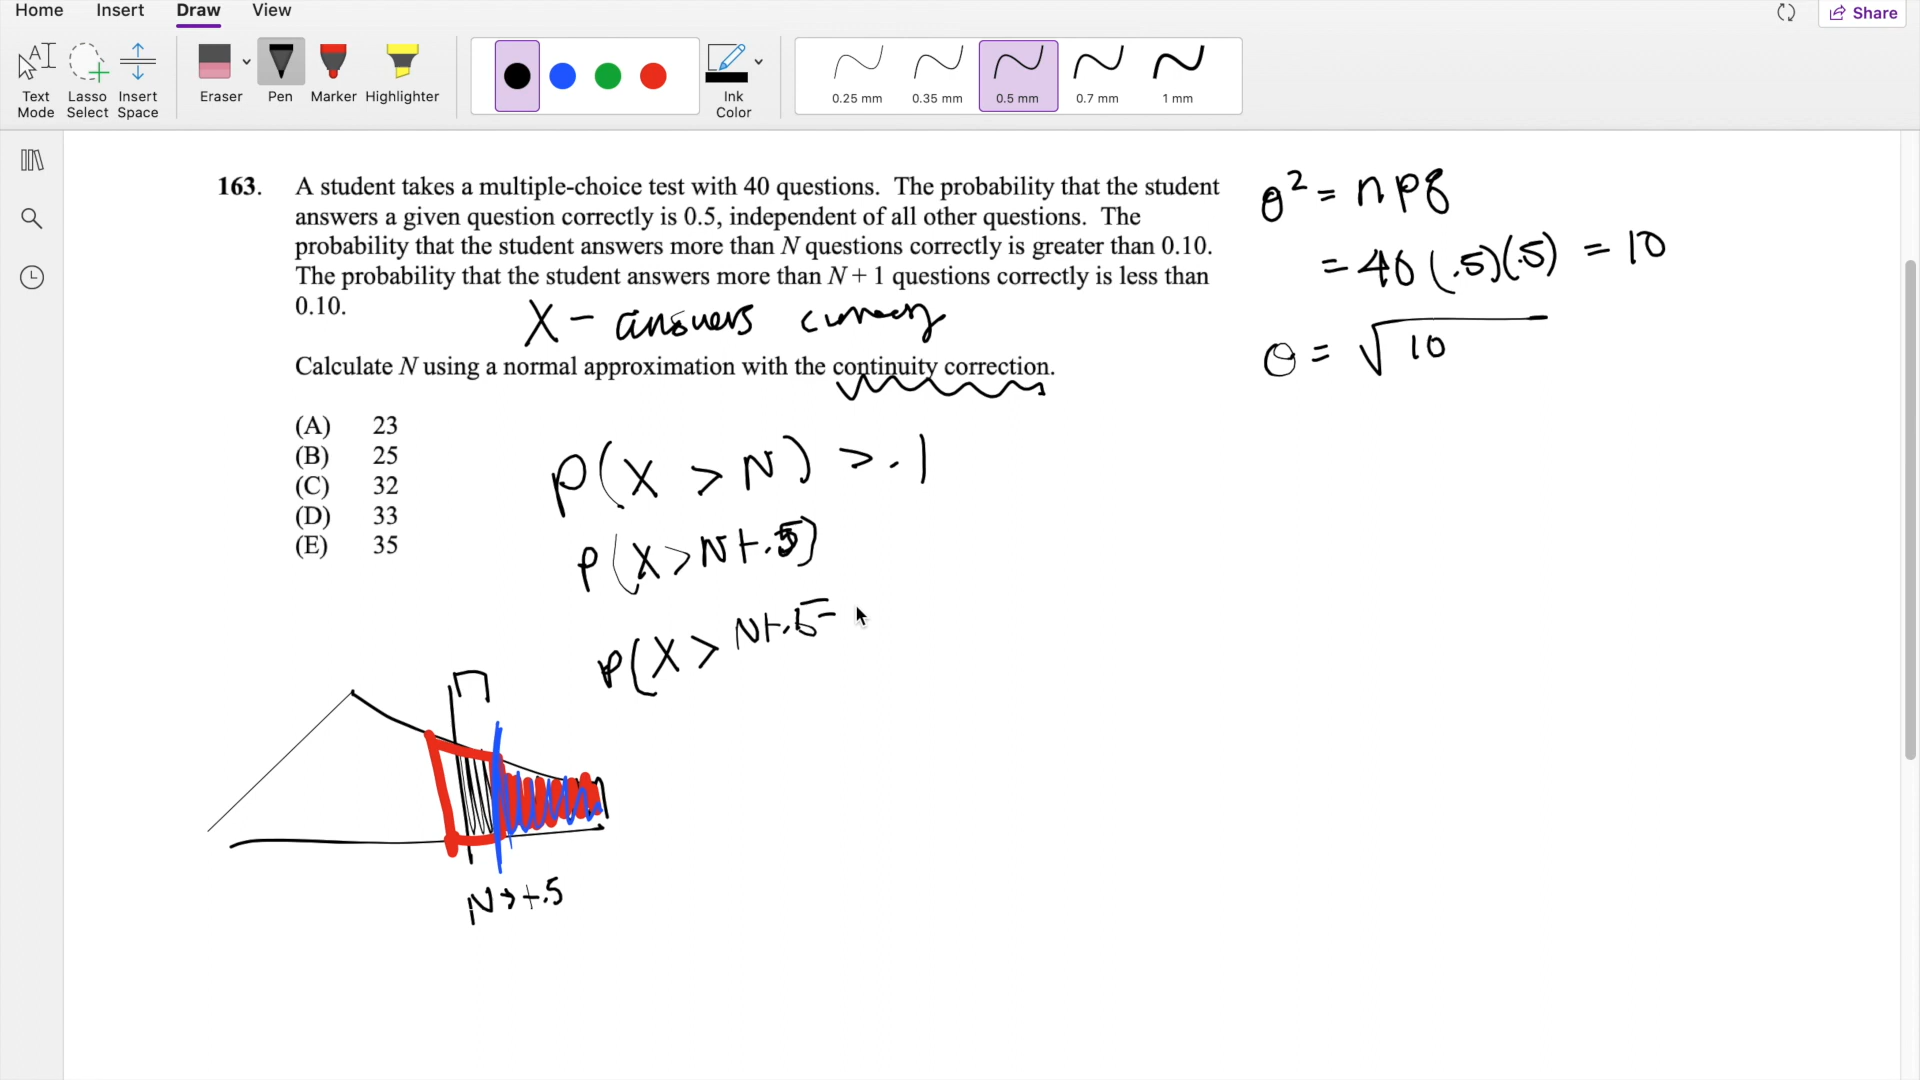 Home Insert Draw View
Share
Text Mode
Lasso Select
Insert Space
Eraser
Pen
Marker
Highlighter
Ink Color
0.25 mm
0.35 mm
0.5 mm
0.7 mm
1 mm
163. A student takes a multiple-choice test with 40 questions. The probability that the student
answers a given question correctly is 0.5, independent of all other questions. The
probability that the student answers more than N questions correctly is greater than 0.10.
The probability that the student answers more than N + 1 questions correctly is less than
0.10.
X - answers
Calculate N using a normal approximation with the continuity correction.
(A) 23
(B) 25
(C) 32
(D) 33
(E) 35
σ² = npq
= 40 (.5)(.5) = 10
σ = √10
P(X > N) > .1
P(X > N+.5)
P(X > N+.5 -
N > +.5